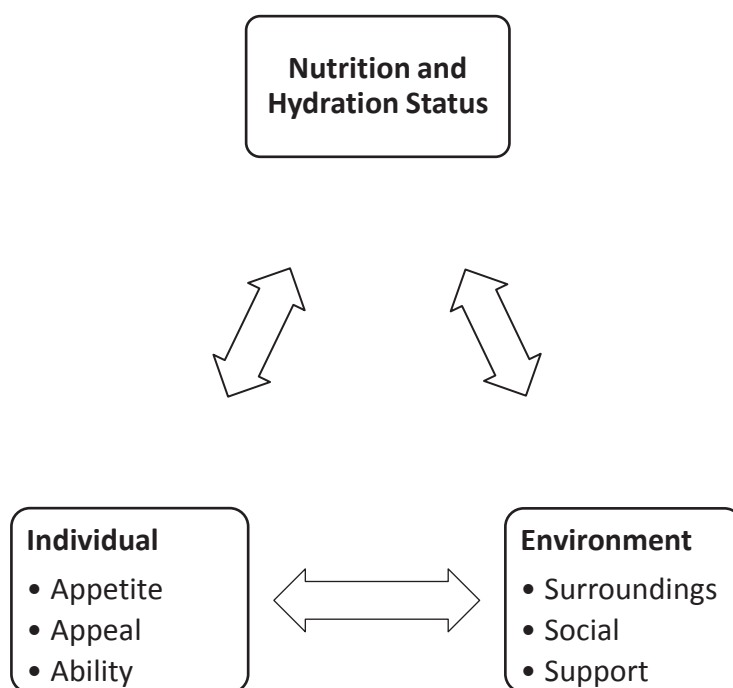 Nutrition and
Hydration Status
Individual
• Appetite
• Appeal
• Ability
Environment
• Surroundings
• Social
• Support